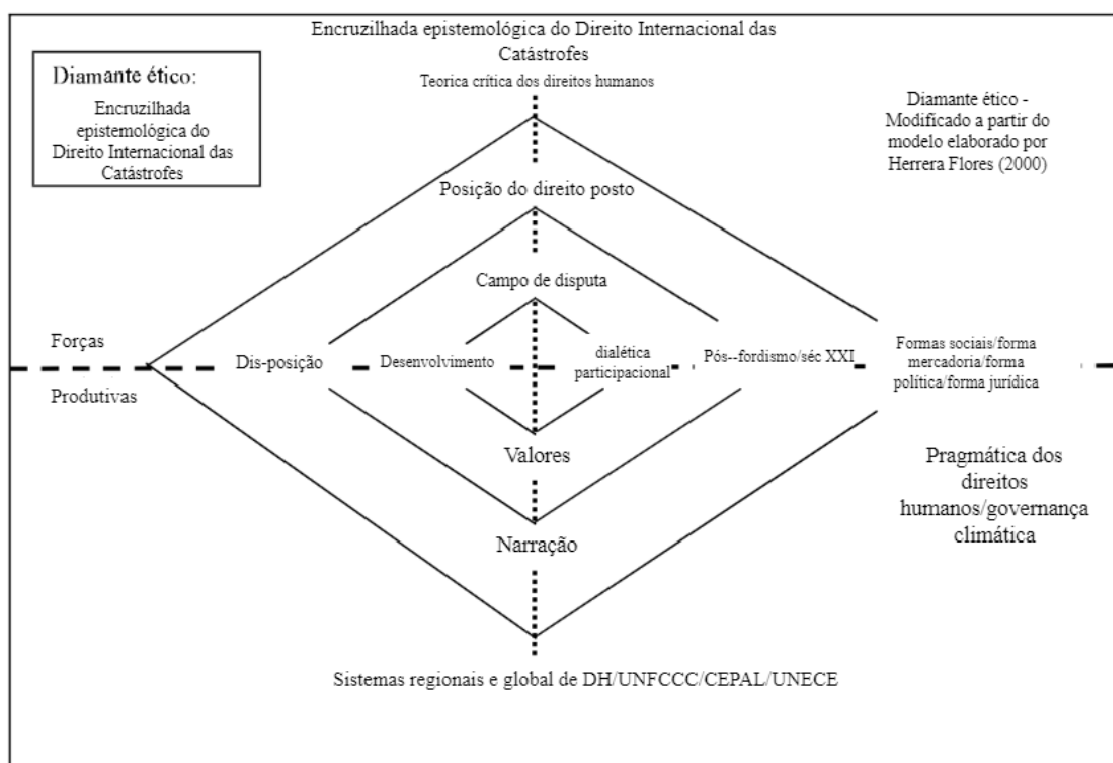 Encruzilhada epistemológica do Direito Internacional das
Catástrofes
Teorica crítica dos direitos humanos
Diamante ético:
Encruzilhada
epistemológica do
Direito Internacional das
Catástrofes
Diamante ético -
Modificado a partir do
modelo elaborado por
Herrera Flores (2000)
Posição do direito posto
Campo de disputa
Forças
Produtivas
Dis-posição
Desenvolvimento
dialética
participacional
Pós--fordismo/séc XXI
Formas sociais/forma
mercadoria/forma
política/forma jurídica
Valores
Narração
Pragmática dos
direitos
humanos/governança
climática
Sistemas regionais e global de DH/UNFCCC/CEPAL/UNECE